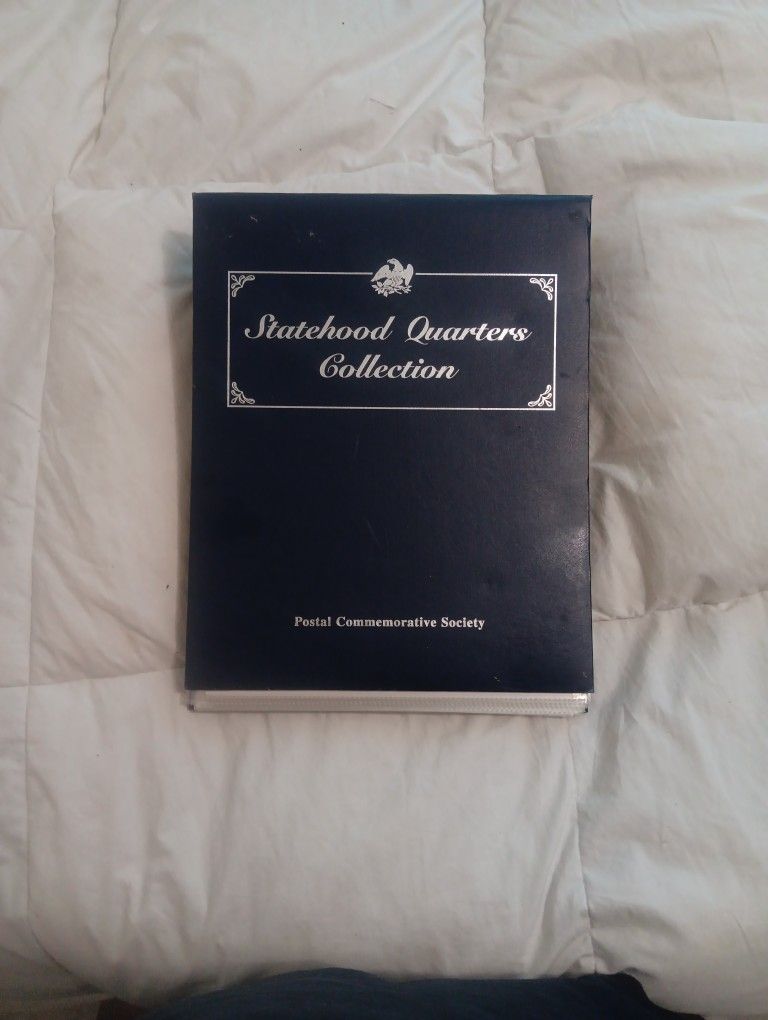 Statehood Quarters
Collection
Postal Commemorative Society